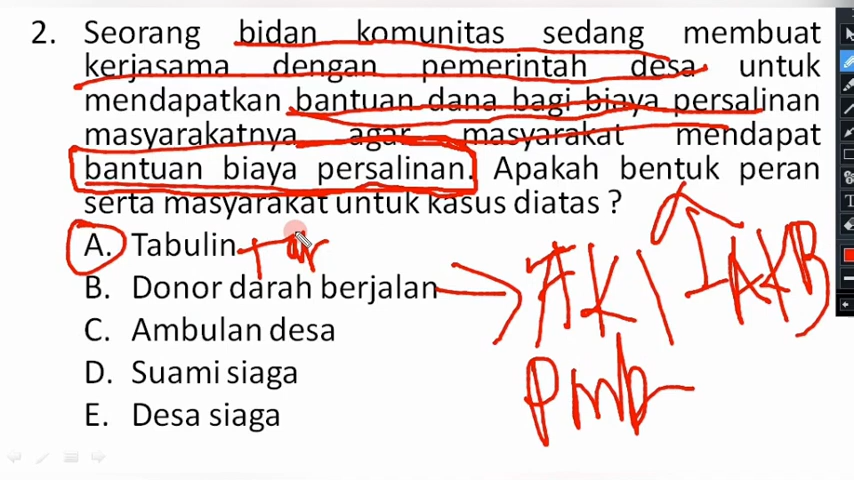 2. Seorang bidan komunitas sedang membuat
kerjasama dengan pemerintah desa untuk
mendapatkan bantuan dana bagi biaya persalinan
masyarakatnya agar masyarakat mendapat
bantuan biaya persalinan. Apakah bentuk peran
serta masyarakat untuk kasus diatas ?
A. Tabulin
B. Donor darah berjalan
C. Ambulan desa
D. Suami siaga
E. Desa siaga
AKI
AKB